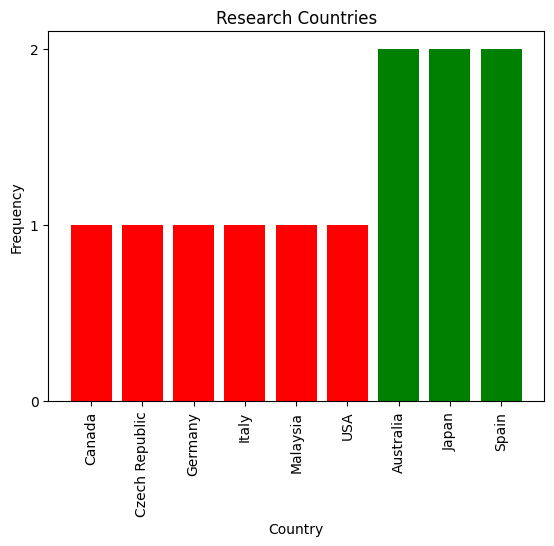 Research Countries
Frequency
2
1
0
Canada
Czech Republic
Germany
Italy
Malaysia
USA
Australia
Japan
Spain
Country